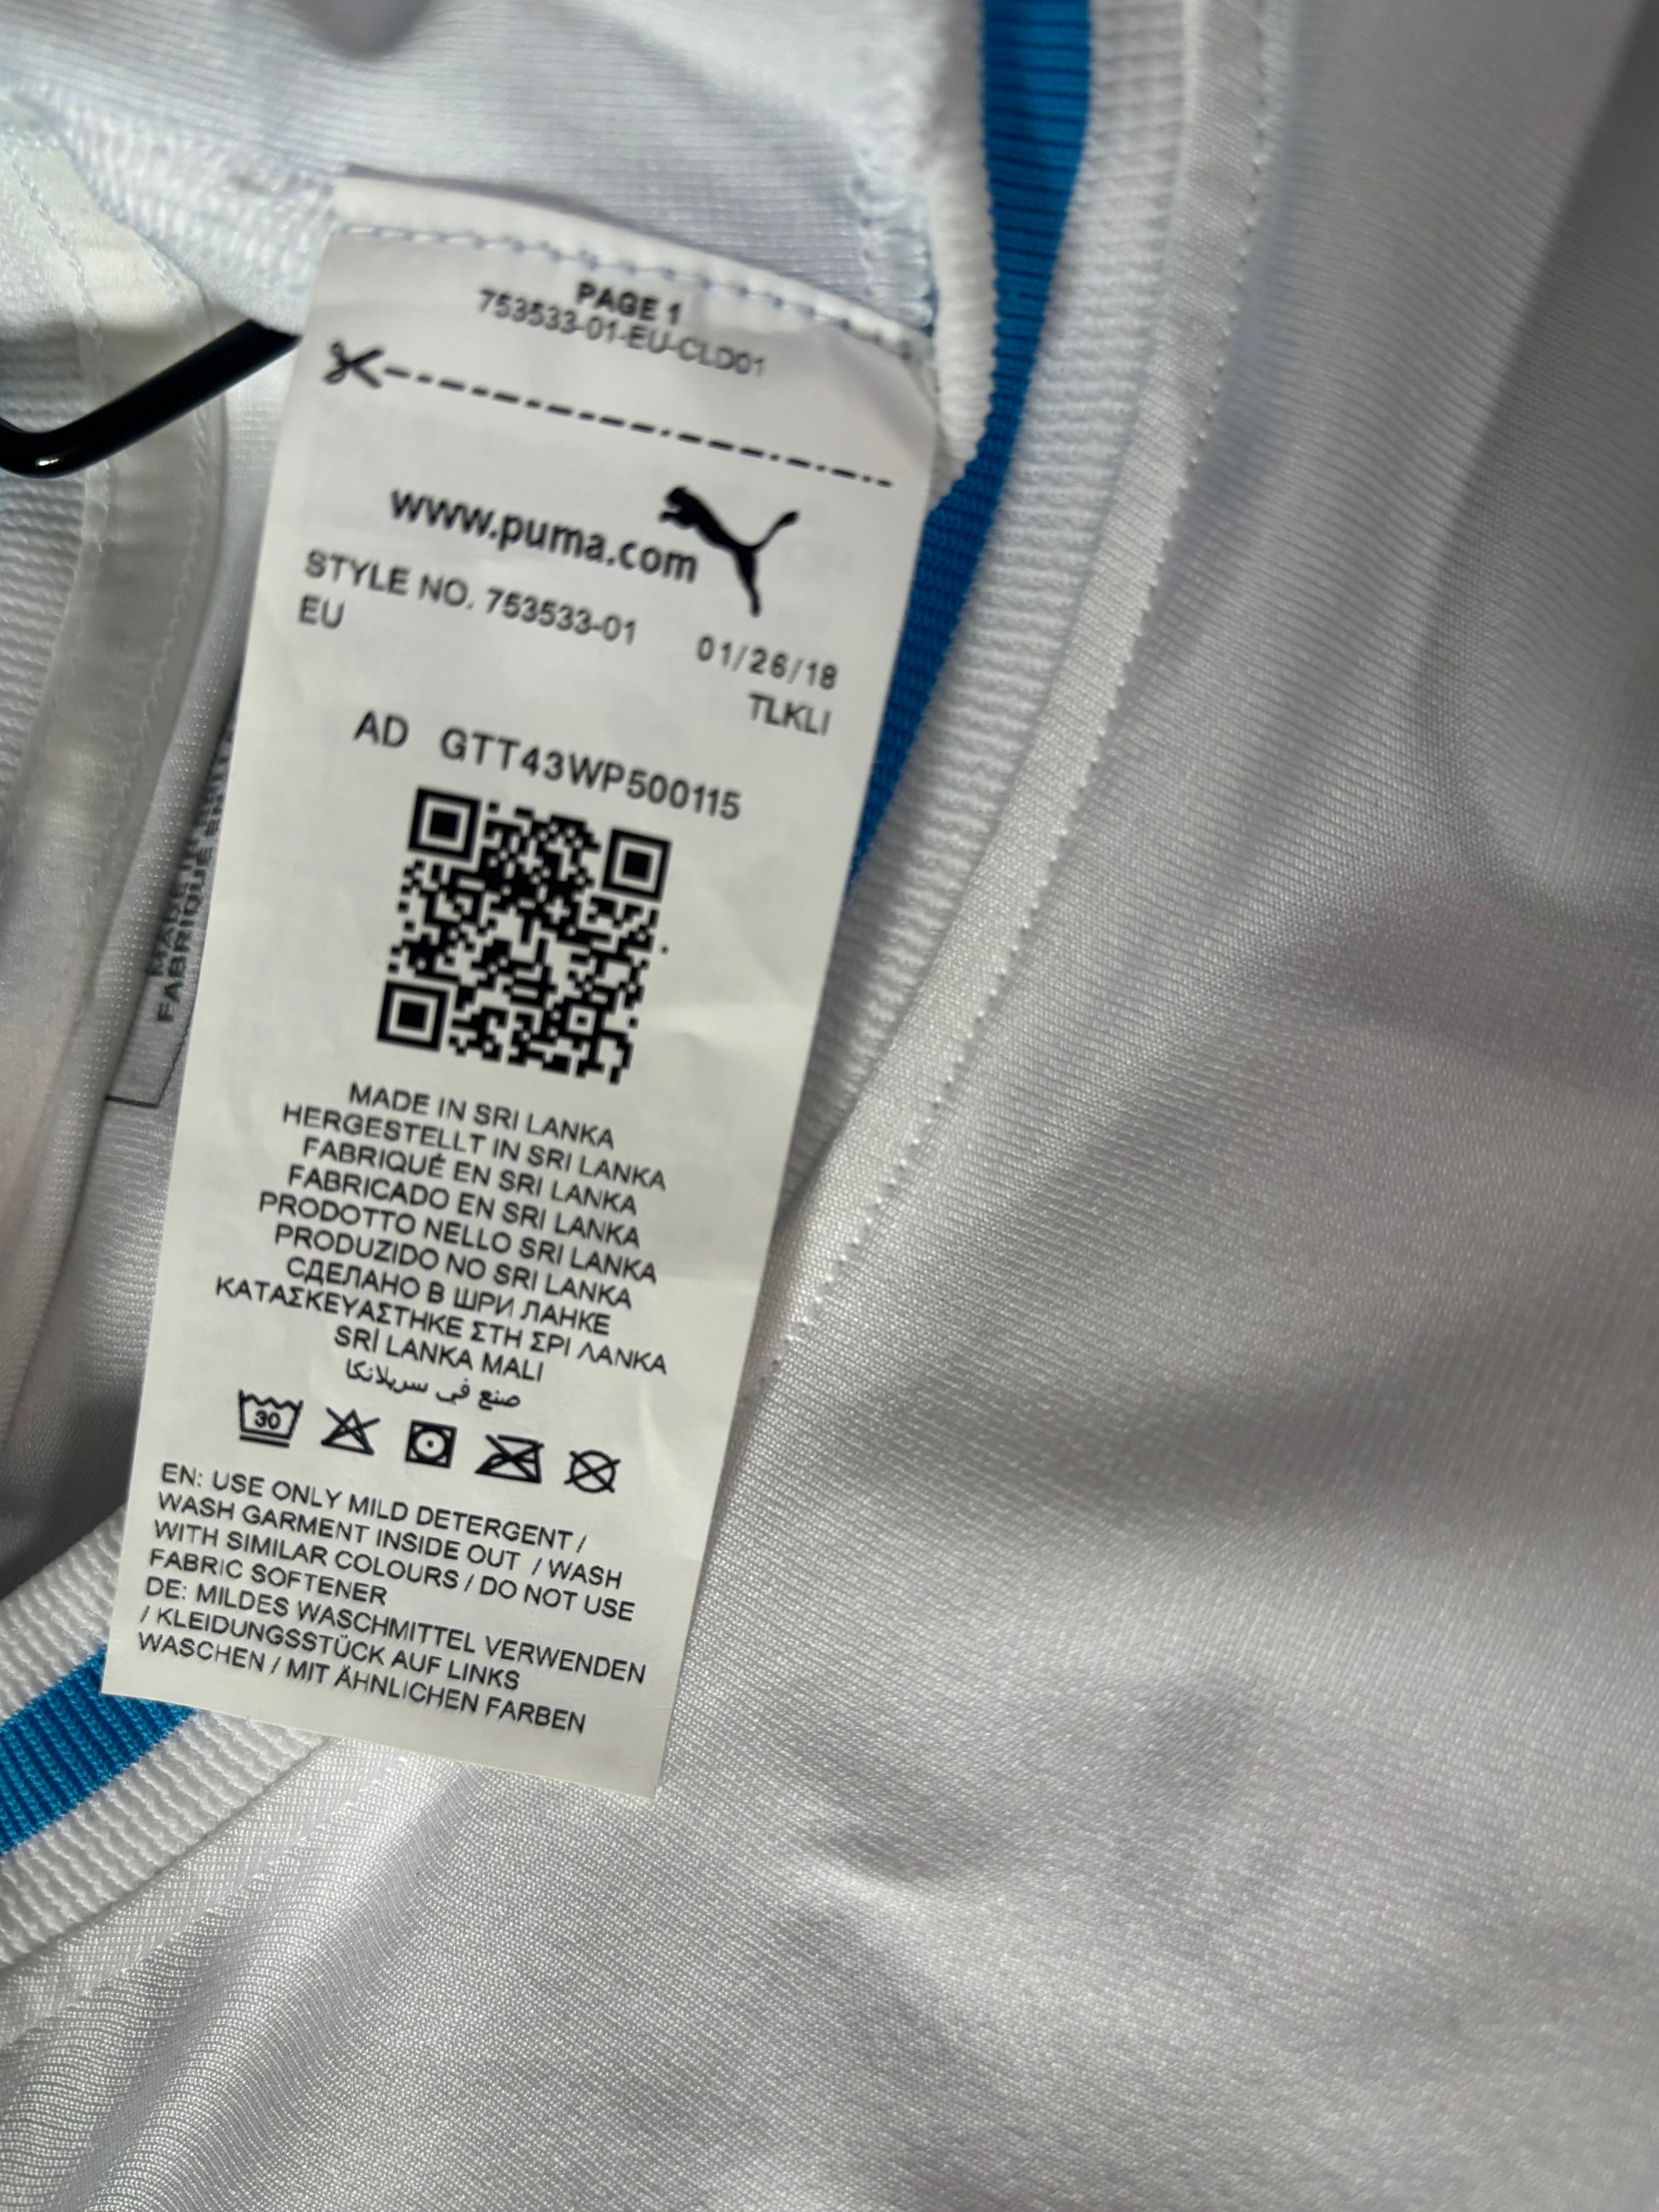 PAGE 1
753533-01-EU-CLD01
www.puma.com
STYLE NO. 753533-01 01/26/18
EU TLKLI
AD GTT43WP500115
MADE IN SRI LANKA
HERGESTELLT IN SRI LANKA
FABRIQUÉ EN SRI LANKA
FABRICADO EN SRI LANKA
PRODOTTO NELLO SRI LANKA
PRODUZIDO NO SRI LANKA
СДЕЛАНО В ШРИ ЛАНКЕ
ΚΑΤΑΣΚΕΥΑΣΤΗΚΕ ΣΤΗ ΣΡΙ ΛΑΝΚΑ
SRİ LANKA MALI
صنع في سريلانكا
30
EN: USE ONLY MILD DETERGENT /
WASH GARMENT INSIDE OUT / WASH
WITH SIMILAR COLOURS / DO NOT USE
FABRIC SOFTENER
DE: MILDES WASCHMITTEL VERWENDEN
/ KLEIDUNGSSTÜCK AUF LINKS
WASCHEN / MIT ÄHNLICHEN FARBEN
FABRIQUÉ EN